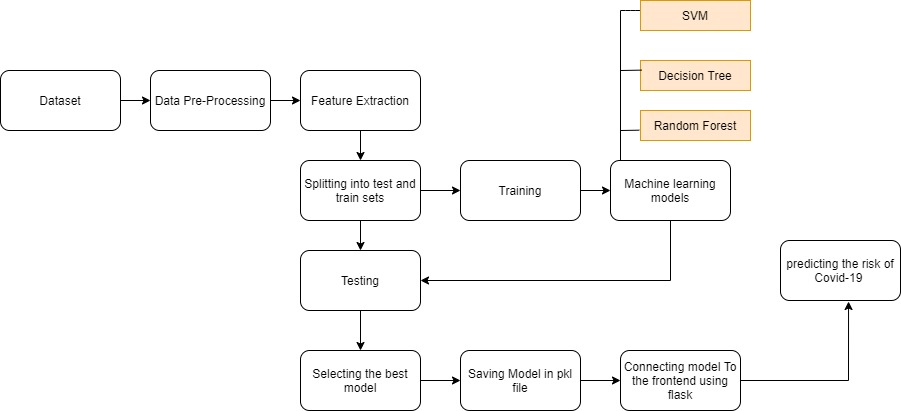 SVM
Decision Tree
Random Forest
Dataset
Data Pre-Processing
Feature Extraction
Splitting into test and
train sets
Training
Machine learning
models
Testing
predicting the risk of
Covid-19
Selecting the best
model
Saving Model in pkl
file
Connecting model To
the frontend using
flask